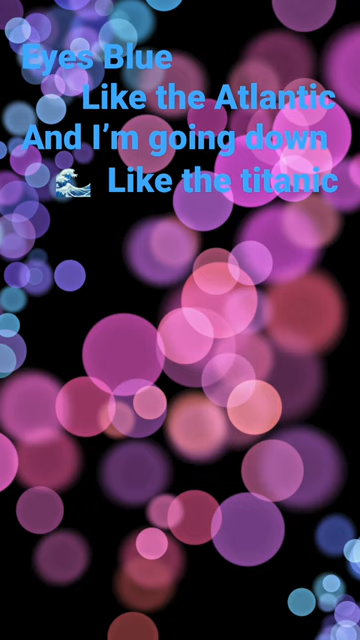 Eyes Blue
Like the Atlantic
And I’m going down
🌊 Like the titanic